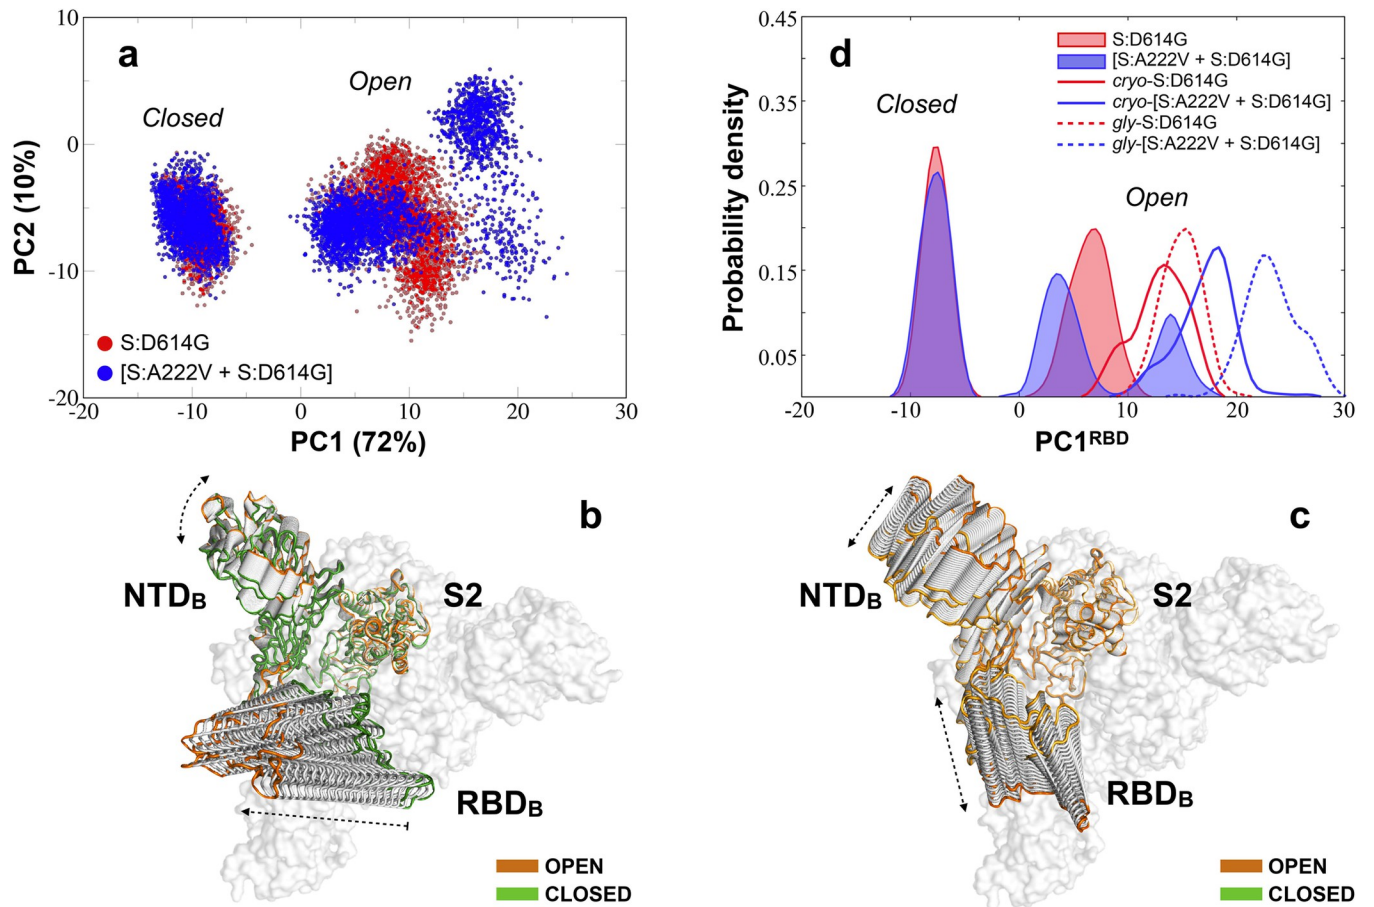 a
Closed
Open
10
0
-10
-20
PC2 (10%)
S:D614G
[S:A222V + S:D614G]
-20
-10
0
10
20
30
PC1 (72%)
d
Closed
Open
0.45
0.35
0.25
0.15
0.05
Probability density
S:D614G
[S:A222V + S:D614G]
cryo-S:D614G
cryo-[S:A222V + S:D614G]
gly-S:D614G
gly-[S:A222V + S:D614G]
-20
-10
0
10
20
30
PC1RBD
b
NTDB
S2
RBDB
OPEN
CLOSED
c
NTDB
S2
RBDB
OPEN
CLOSED